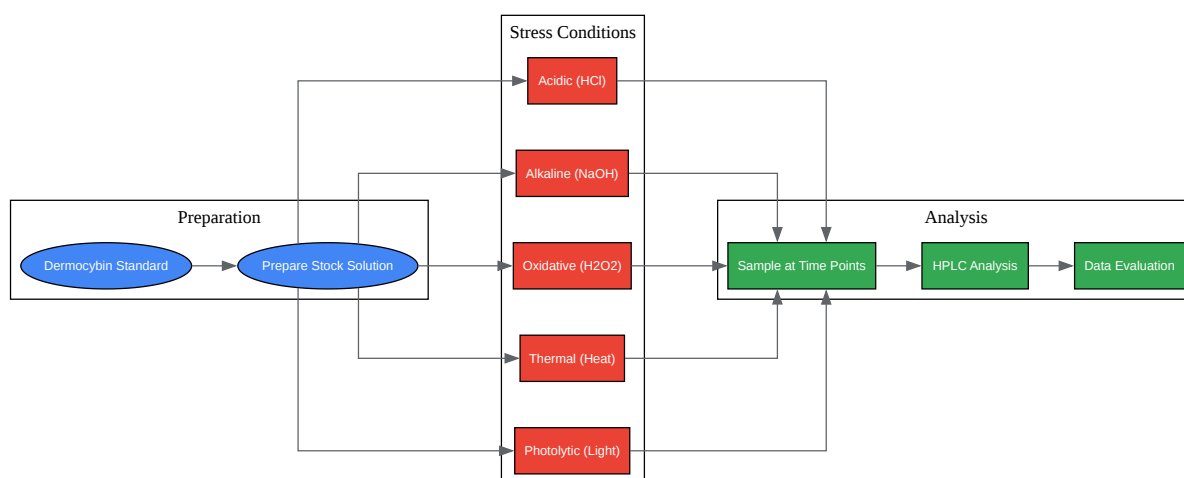 Stress Conditions
Acidic (HCl)
Alkaline (NaOH)
Preparation
Analysis
Dermocybin Standard
Prepare Stock Solution
Oxidative (H2O2)
Sample at Time Points
HPLC Analysis
Data Evaluation
Thermal (Heat)
Photolytic (Light)